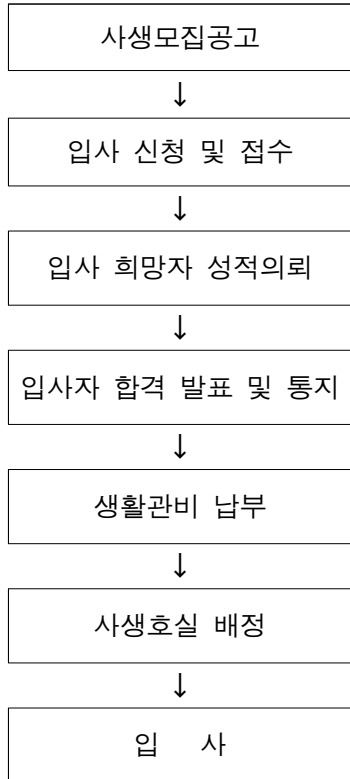 사생모집공고
↓
입사 신청 및 접수
↓
입사 희망자 성적의뢰
↓
입사자 합격 발표 및 통지
↓
생활관비 납부
↓
사생호실 배정
↓
입 사